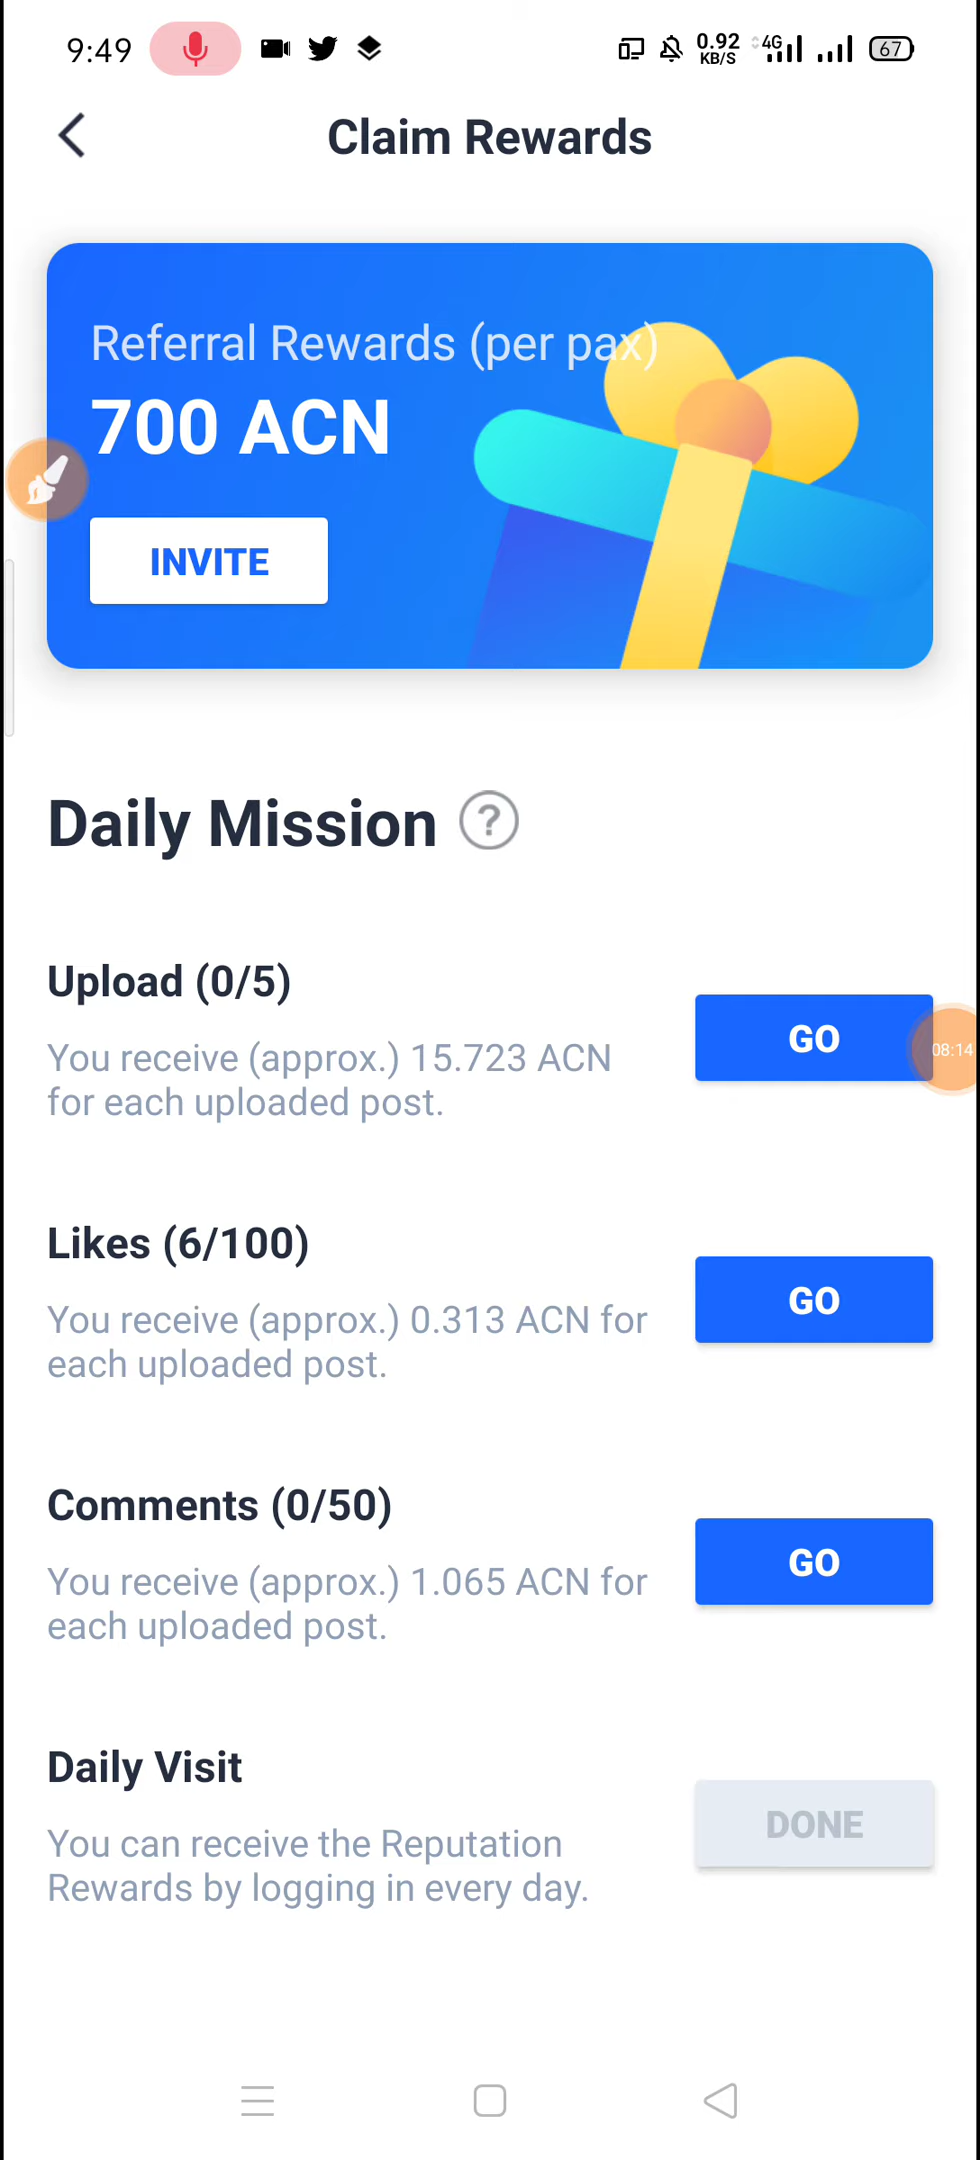 9:49
0.92
KB/S
4G
67
Claim Rewards
Referral Rewards (per pax)
700 ACN
INVITE
Daily Mission ?
Upload (0/5)
You receive (approx.) 15.723 ACN
for each uploaded post.
GO
08:14
Likes (6/100)
You receive (approx.) 0.313 ACN for
each uploaded post.
GO
Comments (0/50)
You receive (approx.) 1.065 ACN for
each uploaded post.
GO
Daily Visit
You can receive the Reputation
Rewards by logging in every day.
DONE